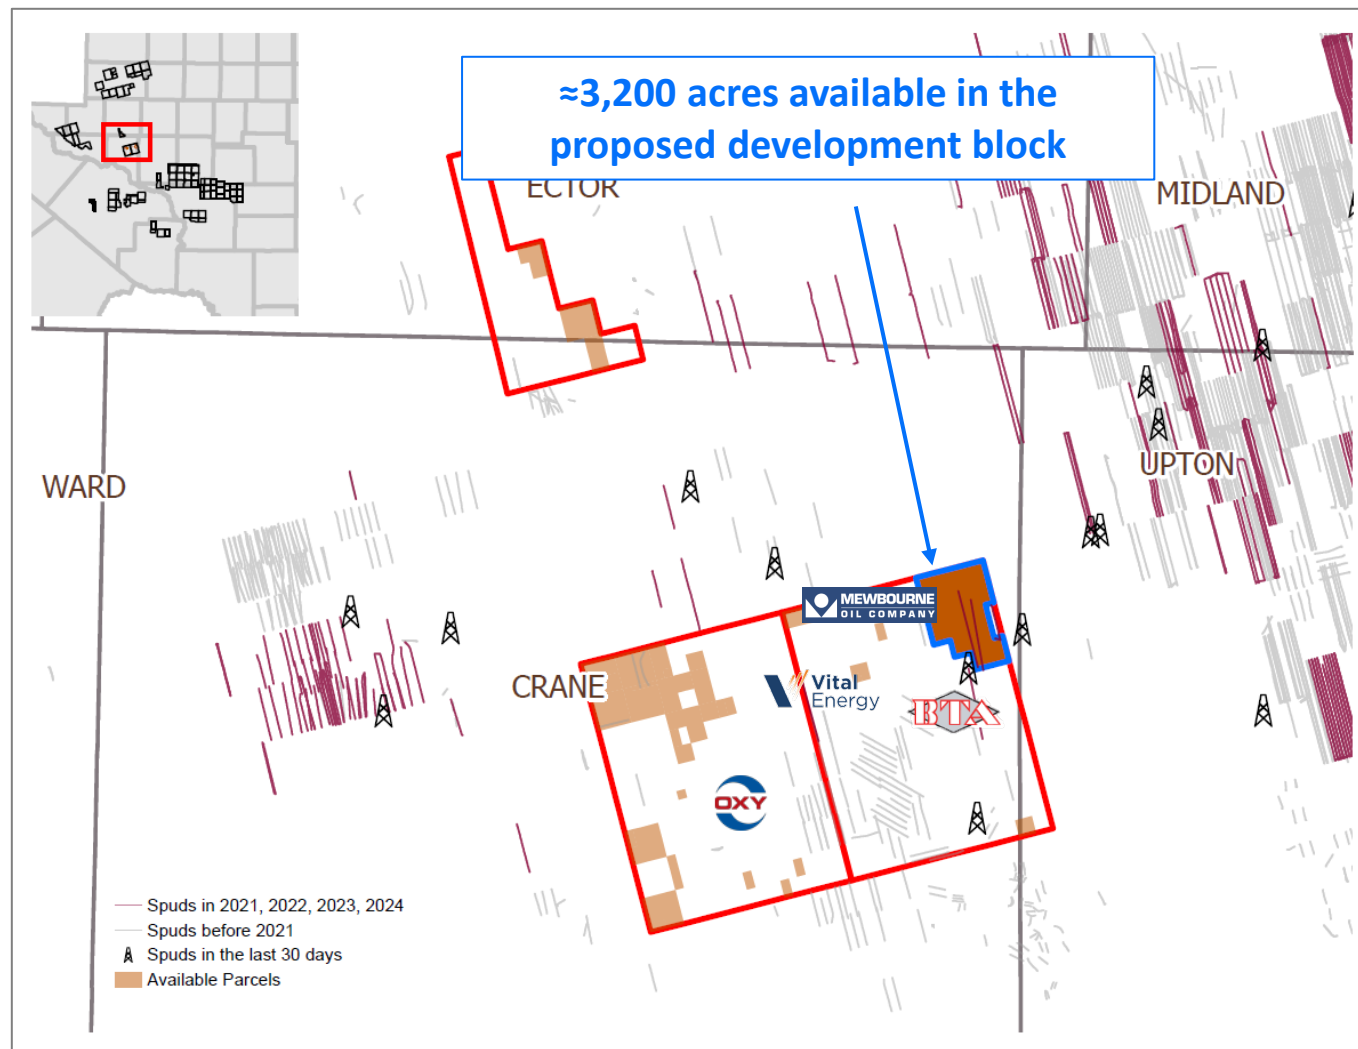 ≈3,200 acres available in the
proposed development block
ECTOR
MIDLAND
WARD
UPTON
MEWBOURNE
OIL COMPANY
CRANE
Vital
Energy
BTA
OXY
Spuds in 2021, 2022, 2023, 2024
Spuds before 2021
Spuds in the last 30 days
Available Parcels